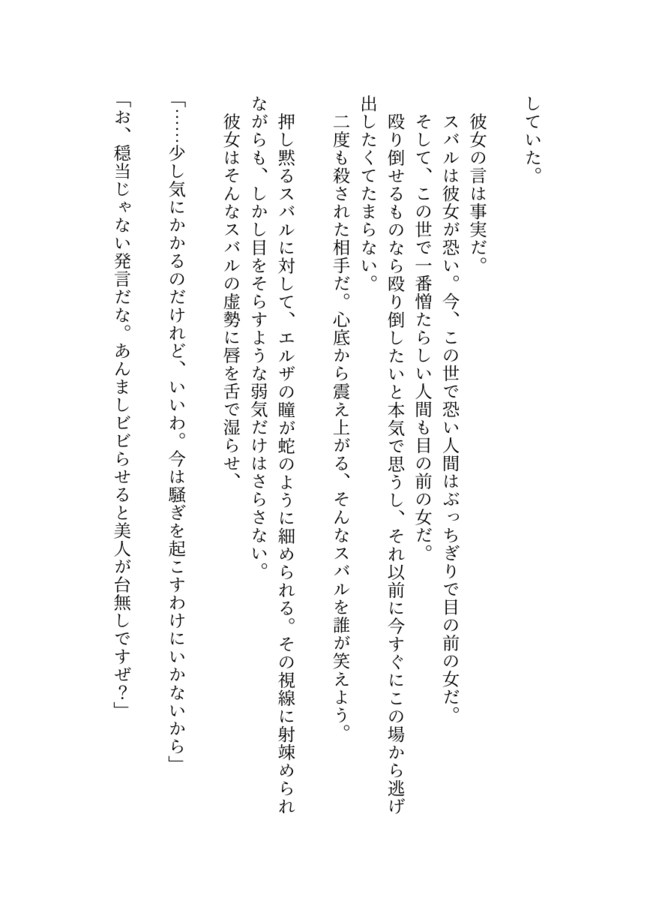 していた。
彼女の言は事実だ。
スバルは彼女が恐い。今、この世で恐い人間はぶっちぎりで目の前の女だ。
そして、この世で一番憎たらしい人間も目の前の女だ。
殴り倒せるものなら殴り倒したいと本気で思うし、それ以前に今すぐにこの場から逃げ
出したくてたまらない。
二度も殺された相手だ。心底から震え上がる、そんなスバルを誰が笑えよう。
押し黙るスバルに対して、エルザの瞳が蛇のように細められる。その視線に射竦められ
ながらも、しかし目をそらすような弱気だけはさらさない。
彼女はそんなスバルの虚勢に唇を舌で湿らせ、
「……少し気にかかるのだけれど、いいわ。今は騒ぎを起こすわけにいかないから」
「お、穏当じゃない発言だな。あんましビビらせると美人が台無しですぜ？」